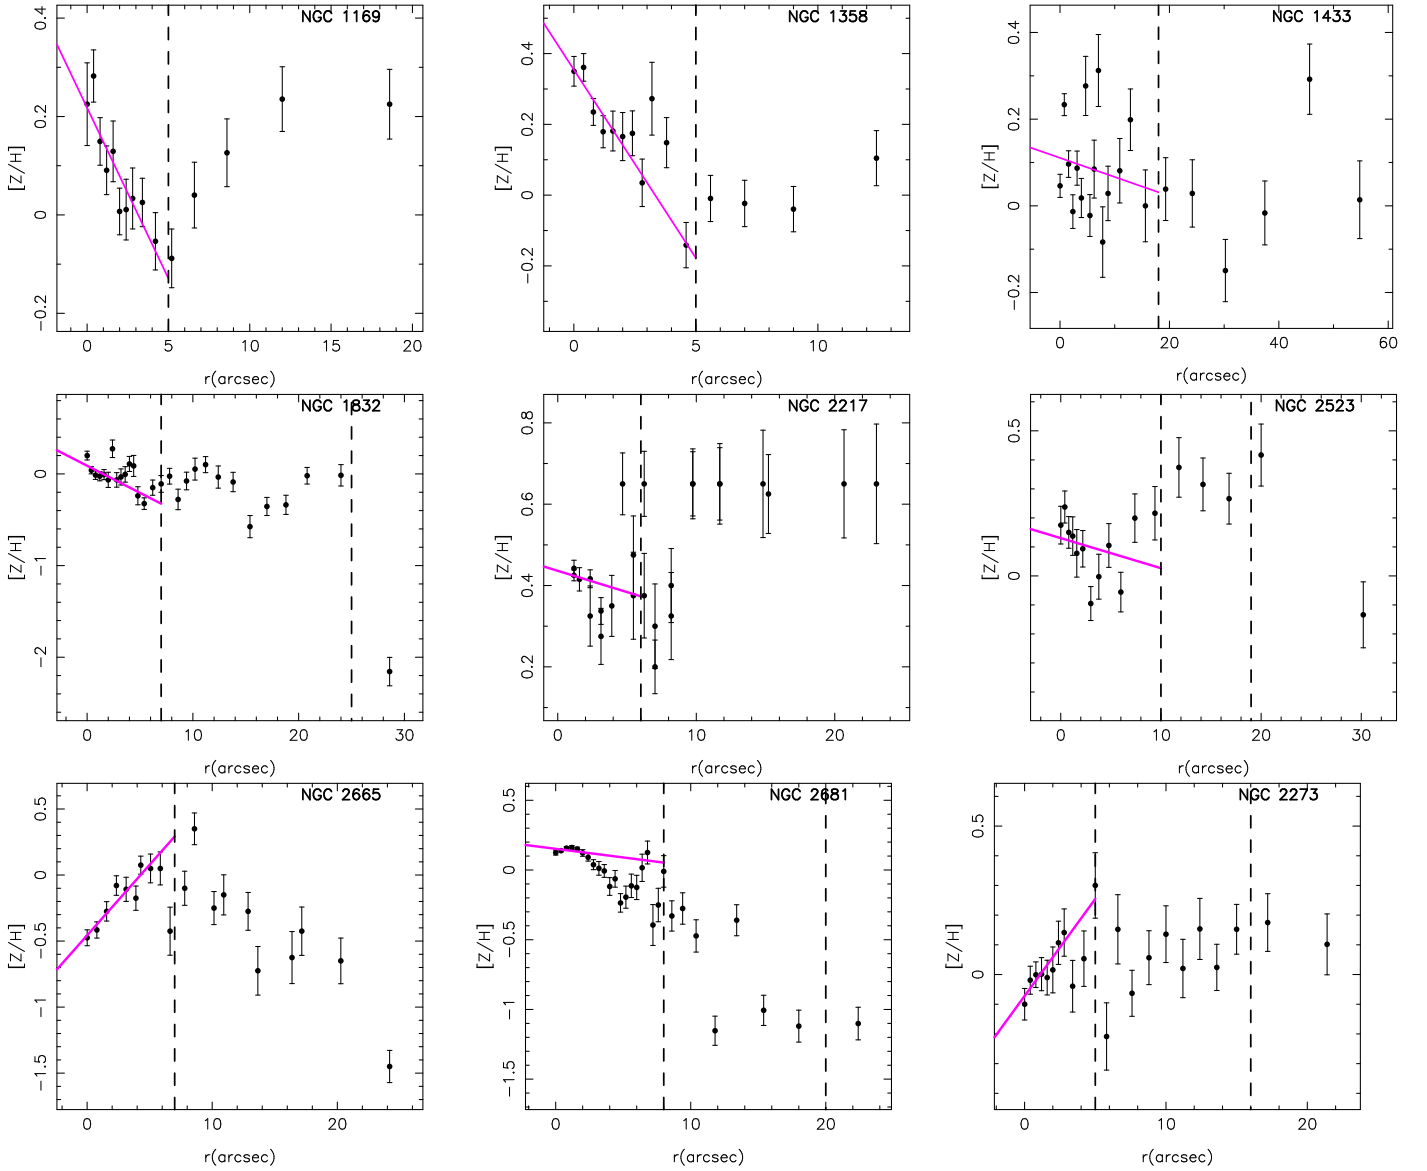 NGC 1169
[Z/H]
0.4
0.2
0
−0.2
0 5 10 15 20
r(arcsec)
NGC 1358
[Z/H]
0.4
0.2
0
−0.2
0 5 10
r(arcsec)
NGC 1433
[Z/H]
0.4
0.2
0
−0.2
0 20 40 60
r(arcsec)
NGC 1832
[Z/H]
0
−1
−2
0 10 20 30
r(arcsec)
NGC 2217
[Z/H]
0.8
0.6
0.4
0.2
0 10 20
r(arcsec)
NGC 2523
[Z/H]
0.5
0
0 10 20 30
r(arcsec)
NGC 2665
[Z/H]
0.5
0
−0.5
−1
−1.5
0 10 20
r(arcsec)
NGC 2681
[Z/H]
0.5
0
−0.5
−1
−1.5
0 10 20
r(arcsec)
NGC 2273
[Z/H]
0.5
0
0 10 20
r(arcsec)